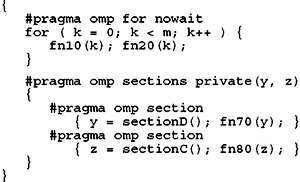 {
#pragma omp for nowait
for ( k = 0; k < m; k++ ) {
fn10(k); fn20(k);
}
#pragma omp sections private(y, z)
{
#pragma omp section
{ y = sectionD(); fn70(y); }
#pragma omp section
{ z = sectionC(); fn80(z); }
}
}